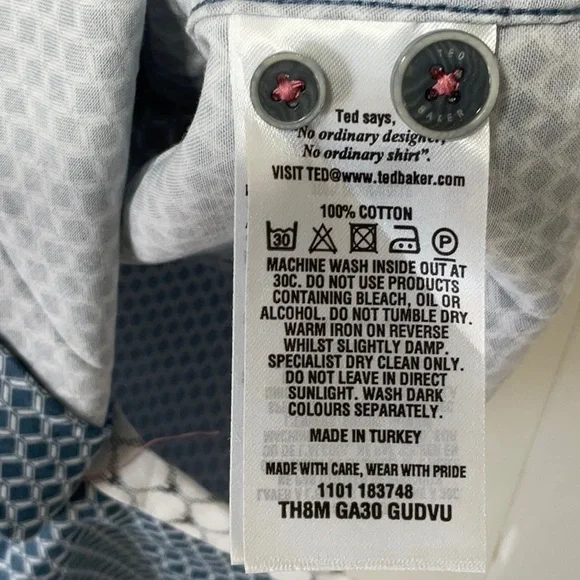 TED
BAKER
Ted says,
"No ordinary designer,
No ordinary shirt".
VISIT TED@www.tedbaker.com
100% COTTON
30
P
MACHINE WASH INSIDE OUT AT
30C. DO NOT USE PRODUCTS
CONTAINING BLEACH, OIL OR
ALCOHOL. DO NOT TUMBLE DRY.
WARM IRON ON REVERSE
WHILST SLIGHTLY DAMP.
SPECIALIST DRY CLEAN ONLY.
DO NOT LEAVE IN DIRECT
SUNLIGHT. WASH DARK
COLOURS SEPARATELY.
MADE IN TURKEY
MADE WITH CARE, WEAR WITH PRIDE
1101 183748
TH8M GA30 GUDVU